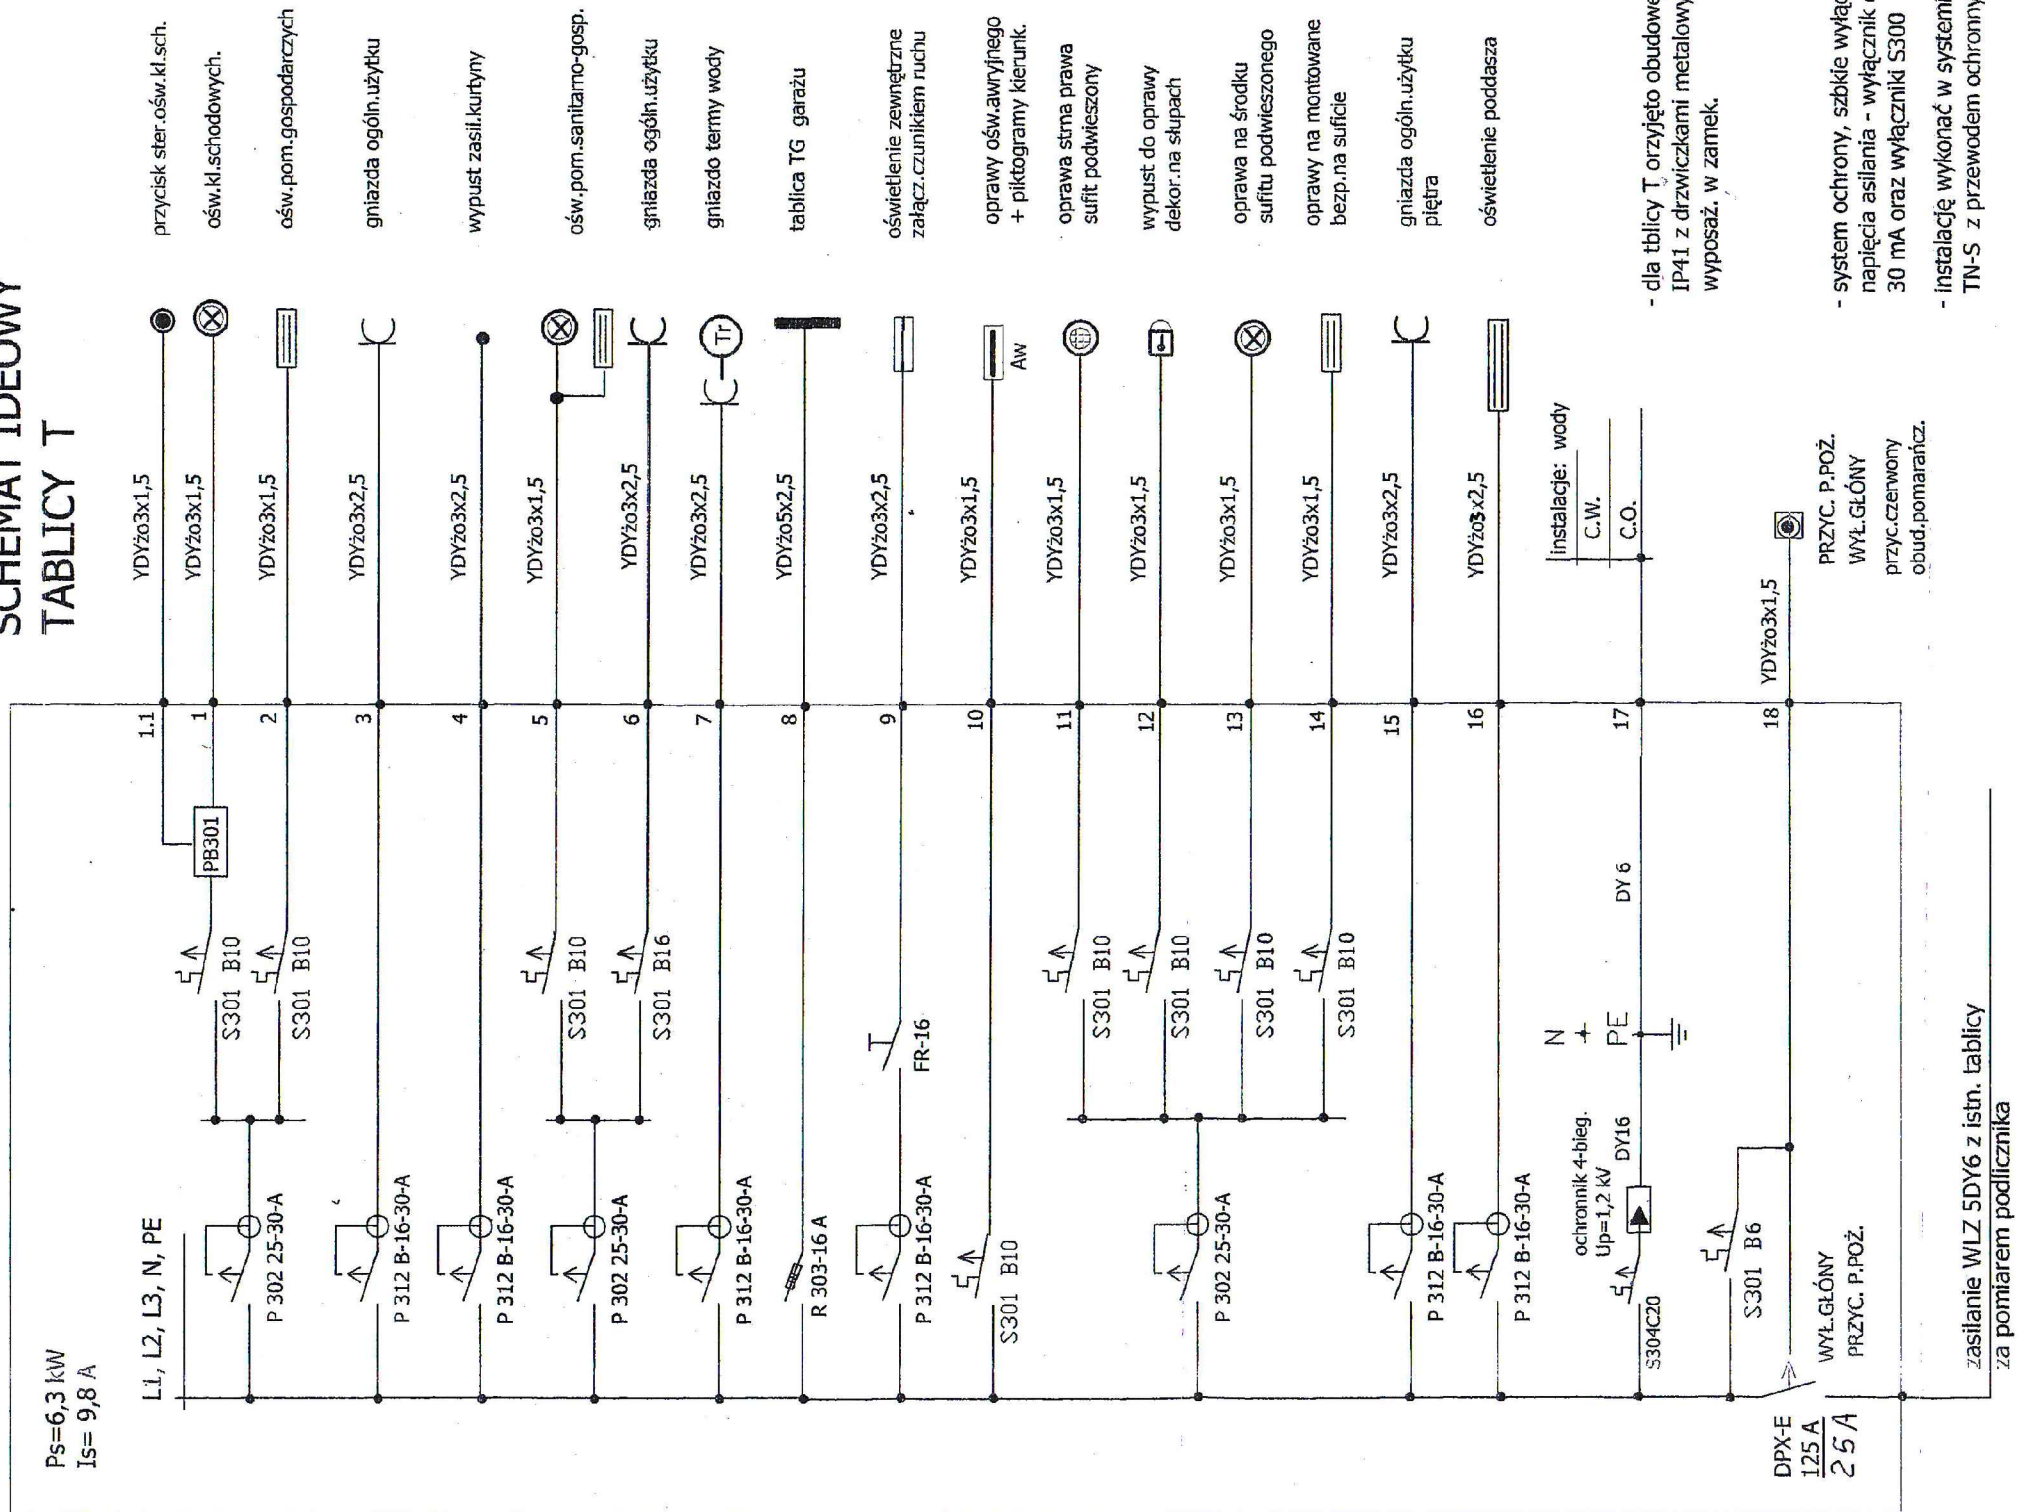 SCHEMAT IDEOWY
TABLICY T
Ps=6,3 kW
Is= 9,8 A
L1, L2, L3, N, PE
P 302 25-30-A
S301 B10
PB301
1.1
YDYżo3x1,5
przycisk ster.ośw.kl.sch.
1
YDYżo3x1,5
ośw.kl.schodowych.
S301 B10
2
YDYżo3x1,5
ośw.pom.gospodarczych
P 312 B-16-30-A
3
YDYżo3x2,5
gniazda ogóln.użytku
P 312 B-16-30-A
4
YDYżo3x2,5
wypust zasil.kurtyny
P 302 25-30-A
S301 B10
5
YDYżo3x1,5
ośw.pom.sanitarno-gosp.
S301 B16
6
YDYżo3x2,5
gniazda ogóln.użytku
P 312 B-16-30-A
7
YDYżo3x2,5
Tr
gniazdo termy wody
R 303-16 A
8
YDYżo5x2,5
tablica TG garażu
P 312 B-16-30-A
FR-16
9
YDYżo3x2,5
oświetlenie zewnętrzne
załącz.czunikiem ruchu
S301 B10
10
YDYżo3x1,5
Aw
oprawy ośw.awryjnego
+ piktogramy kierunk.
P 302 25-30-A
S301 B10
11
YDYżo3x1,5
oprawa strna prawa
sufit podwieszony
S301 B10
12
YDYżo3x1,5
wypust do oprawy
dekor.na słupach
S301 B10
13
YDYżo3x1,5
oprawa na środku
sufitu podwieszonego
S301 B10
14
YDYżo3x1,5
oprawy na montowane
bezp.na suficie
P 312 B-16-30-A
15
YDYżo3x2,5
gniazda ogóln.użytku
piętra
P 312 B-16-30-A
16
YDYżo3x2,5
oświetlenie poddasza
S304C20
ochronnik 4-bieg.
Up=1,2 kV
DY16
N
PE
DY 6
17
instalacje: wody
C.W.
C.O.
S301 B6
18
YDYżo3x1,5
PRZYC. P.POŻ.
WYŁ.GŁÓNY
przyc.czerwony
obud.pomarańcz.
DPX-E
125 A
25A
WYŁ.GŁÓNY
PRZYC. P.POŻ.
zasilanie WLZ 5DY6 z istn. tablicy
za pomiarem podlicznika
- dla tblicy T orzyjęto
IP41 z drzwiczkami
wyposaż. w zamek.
- system ochrony, szbkie
napięcia asilania - wyłącznik
30 mA oraz wyłączniki S300
- instalację wykonać w
TN-S z przewodem